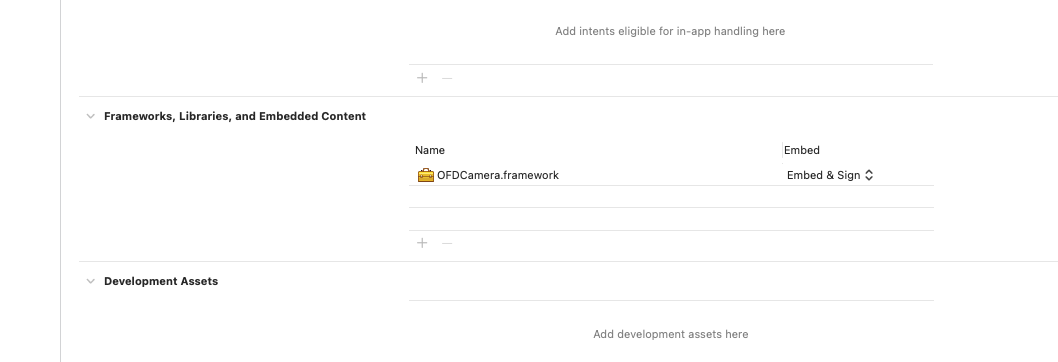 Add intents eligible for in-app handling here
Frameworks, Libraries, and Embedded Content
Name Embed
OFDCamera.framework Embed & Sign
Development Assets
Add development assets here